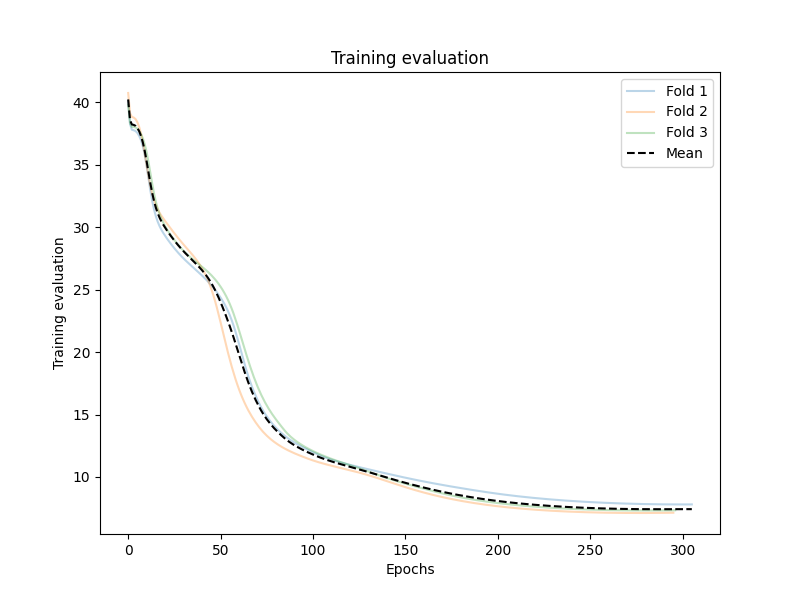 Training evaluation
Fold 1
Fold 2
Fold 3
Mean
Training evaluation
40
35
30
25
20
15
10
0 50 100 150 200 250 300
Epochs